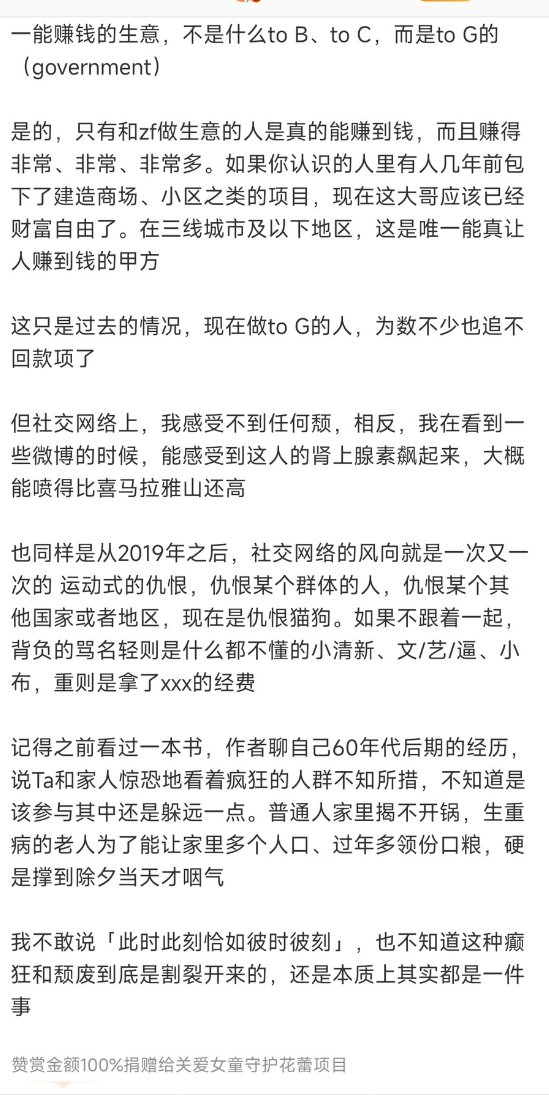 一能赚钱的生意，不是什么to B、to C，而是to G的
（government）
是的，只有和zf做生意的人是真的能赚到钱，而且赚得
非常、非常、非常多。如果你认识的人里有人几年前包
下了建造商场、小区之类的项目，现在这大哥应该已经
财富自由了。在三线城市及以下地区，这是唯一能真让
人赚到钱的甲方
这只是过去的情况，现在做to G的人，为数不少也追不
回款项了
但社交网络上，我感受不到任何颓，相反，我在看到一
些微博的时候，能感受到这人的肾上腺素飙起来，大概
能喷得比喜马拉雅山还高
也同样是从2019年之后，社交网络的风向就是一次又一
次的 运动式的仇恨，仇恨某个群体的人，仇恨某个其
他国家或者地区，现在是仇恨猫狗。如果不跟着一起，
背负的骂名轻则是什么都不懂的小清新、文/艺/逼、小
布，重则是拿了xxx的经费
记得之前看过一本书，作者聊自己60年代后期的经历，
说Ta和家人惊恐地看着疯狂的人群不知所措，不知道是
该参与其中还是躲远一点。普通人家里揭不开锅，生重
病的老人为了能让家里多个人口、过年多领份口粮，硬
是撑到除夕当天才咽气
我不敢说「此时此刻恰如彼时彼刻」，也不知道这种癫
狂和颓废到底是割裂开来的，还是本质上其实都是一件
事
赞赏金额100%捐赠给关爱女童守护花蕾项目